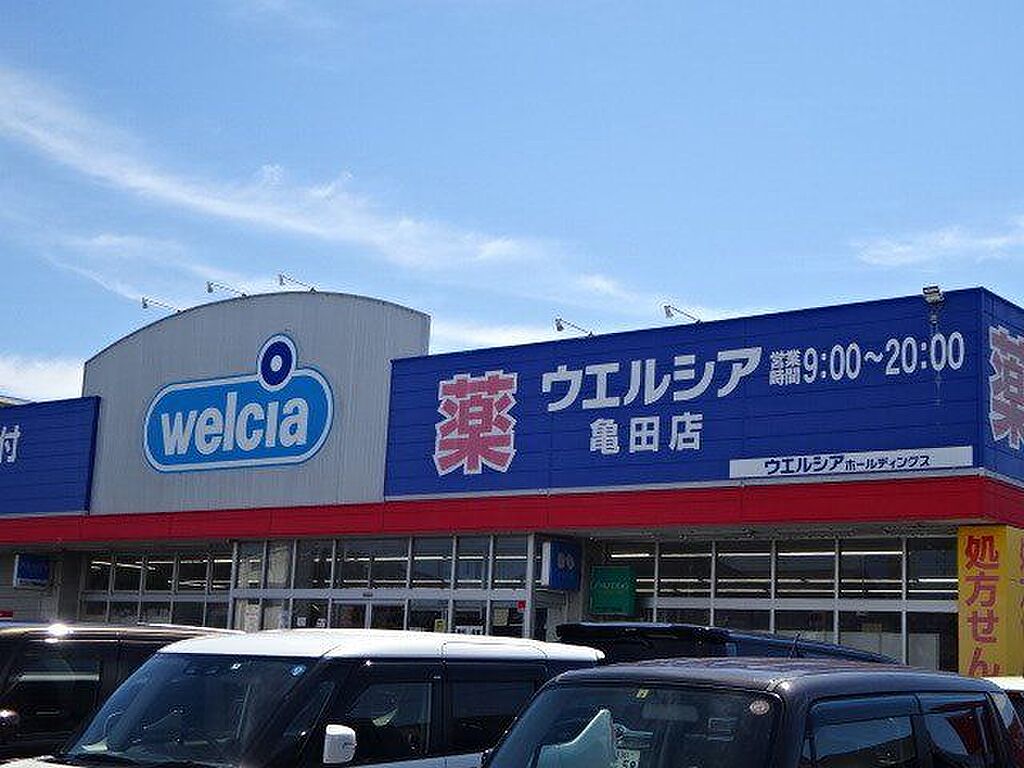 付
welcia
薬
ウエルシア
営業
時間
9:00～20:00
亀田店
ウエルシアホールディングス
薬
処方せん